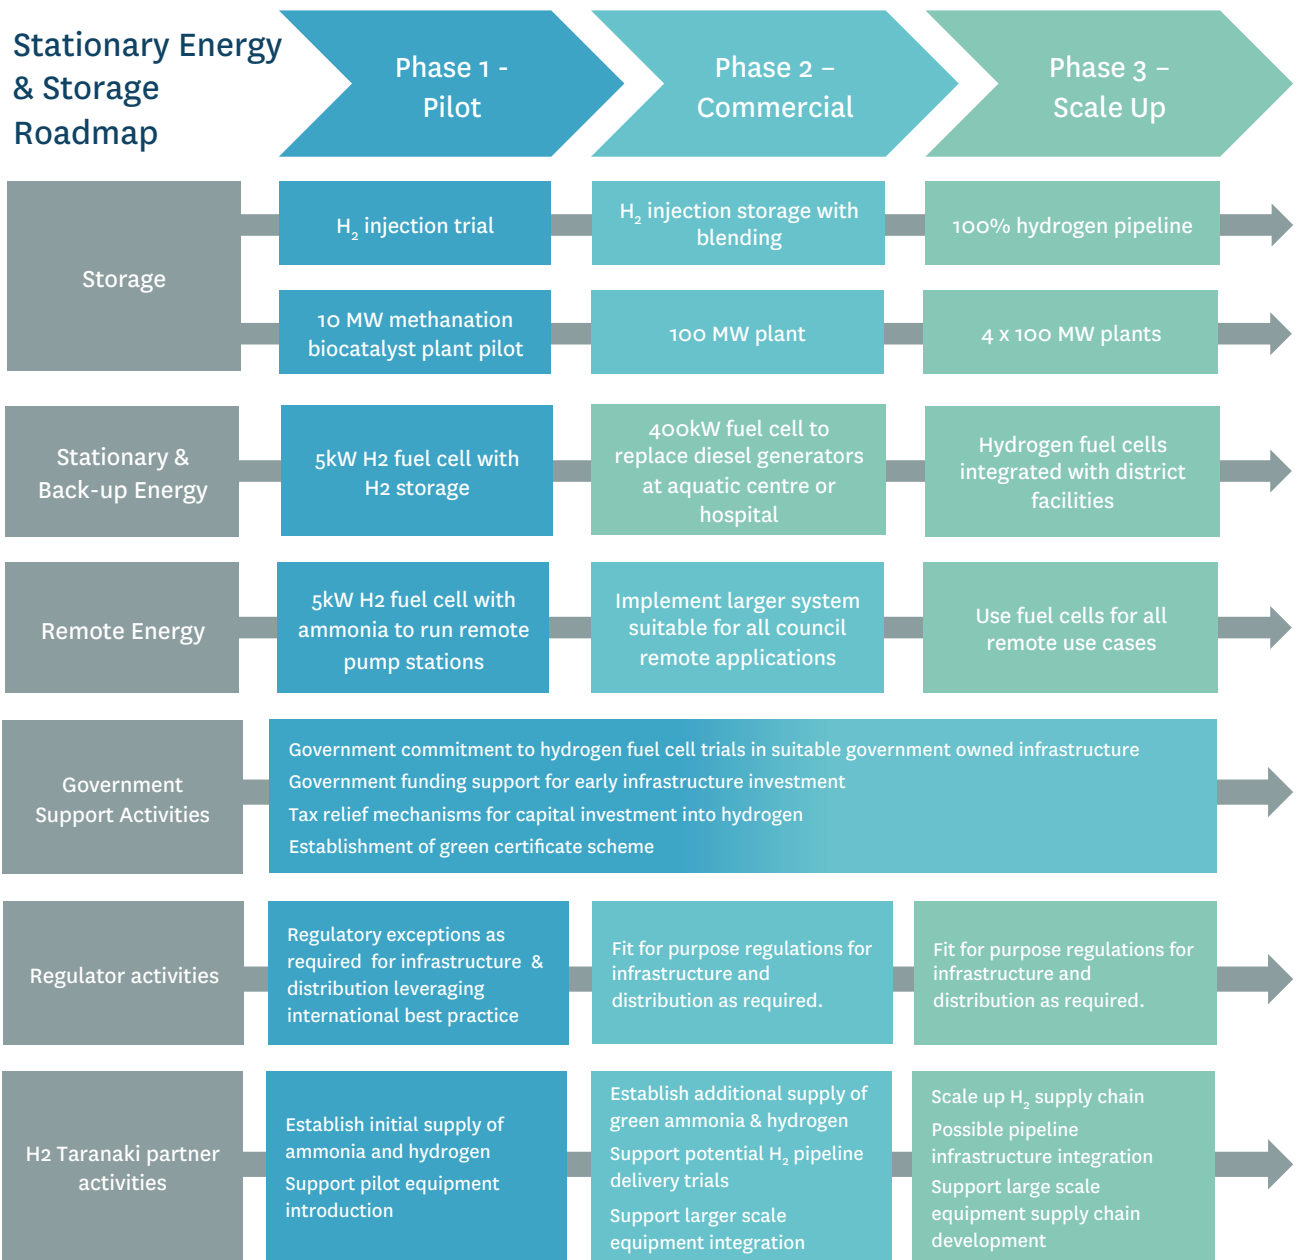 Stationary Energy
& Storage
Roadmap
Phase 1 -
Pilot
Phase 2 –
Commercial
Phase 3 –
Scale Up
Storage
H₂ injection trial
H₂ injection storage with
blending
100% hydrogen pipeline
10 MW methanation
biocatalyst plant pilot
100 MW plant
4 x 100 MW plants
Stationary &
Back-up Energy
5kW H2 fuel cell with
H2 storage
400kW fuel cell to
replace diesel generators
at aquatic centre or
hospital
Hydrogen fuel cells
integrated with district
facilities
Remote Energy
5kW H2 fuel cell with
ammonia to run remote
pump stations
Implement larger system
suitable for all council
remote applications
Use fuel cells for all
remote use cases
Government
Support Activities
Government commitment to hydrogen fuel cell trials in suitable government owned infrastructure
Government funding support for early infrastructure investment
Tax relief mechanisms for capital investment into hydrogen
Establishment of green certificate scheme
Regulator activities
Regulatory exceptions as
required for infrastructure &
distribution leveraging
international best practice
Fit for purpose regulations for
infrastructure and
distribution as required.
Fit for purpose regulations for
infrastructure and
distribution as required.
H2 Taranaki partner
activities
Establish initial supply of
ammonia and hydrogen
Support pilot equipment
introduction
Establish additional supply of
green ammonia & hydrogen
Support potential H₂ pipeline
delivery trials
Support larger scale
equipment integration
Scale up H₂ supply chain
Possible pipeline
infrastructure integration
Support large scale
equipment supply chain
development